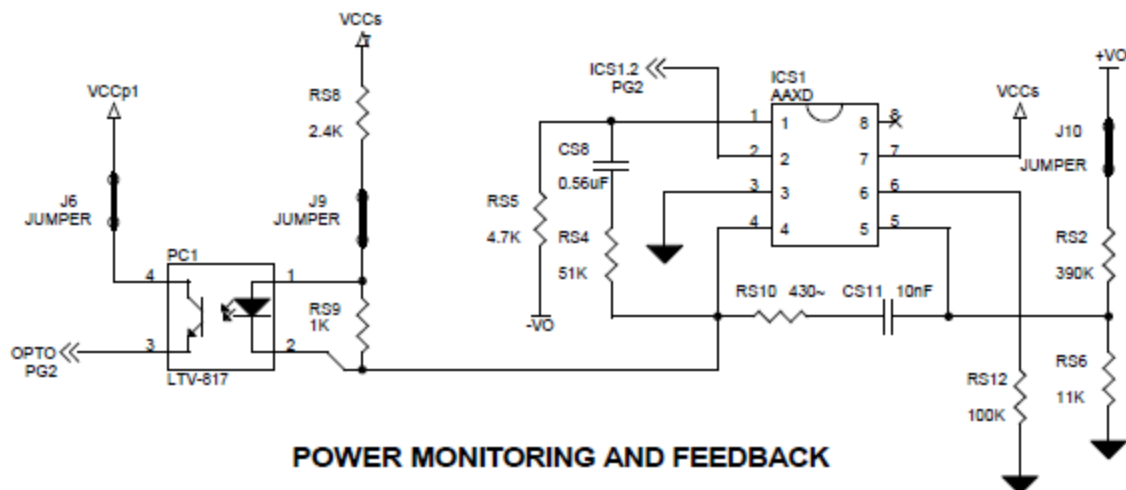 VCCs
VCCp1
RS8
2.4K
J6
JUMPER
J9
JUMPER
PC1
4
1
3
2
RS9
1K
OPTO
PG2
LTV-817
ICS1.2
PG2
ICS1
AAXD
1
2
3
4
1
2
3
4
8
7
6
5
8
7
6
5
VCCs
+VO
J10
JUMPER
CS8
0.56uF
RS5
4.7K
RS4
51K
-VO
RS10 430~
CS11 10nF
RS2
390K
RS12
100K
RS6
11K
POWER MONITORING AND FEEDBACK